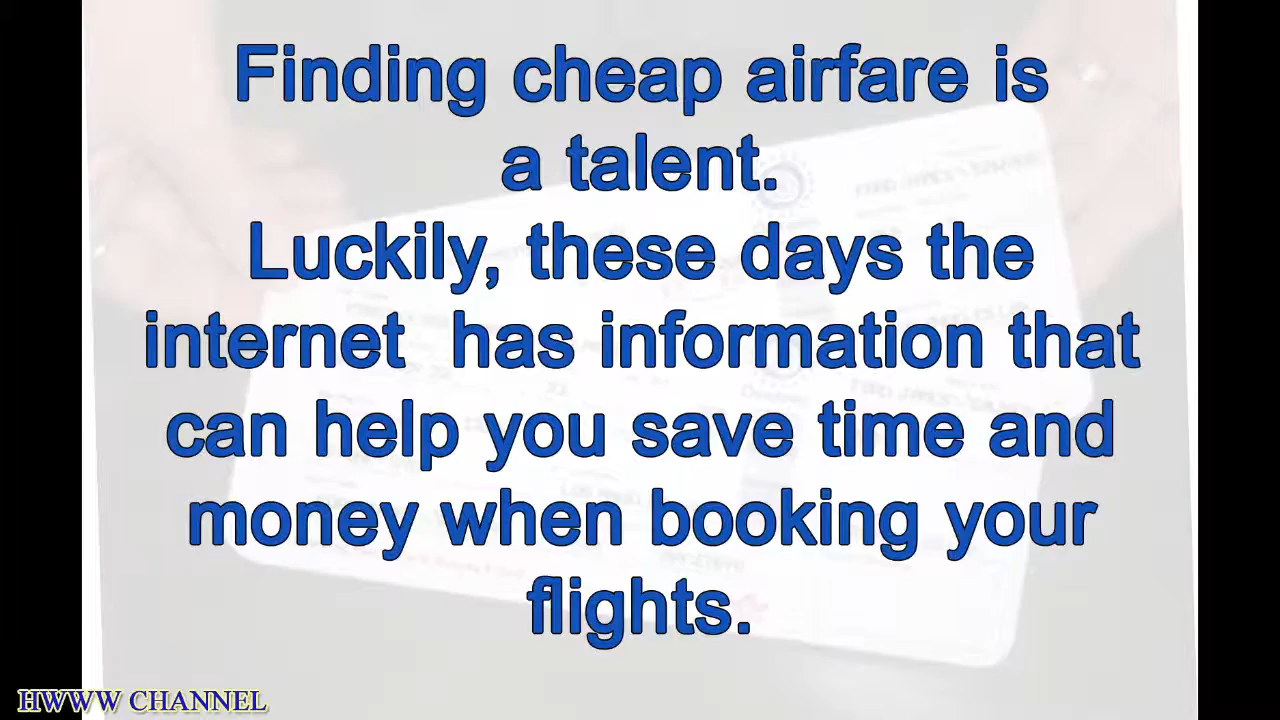 Finding cheap airfare is
a talent.
Luckily, these days the
internet  has information that
can help you save time and
money when booking your
flights.
HWWW CHANNEL